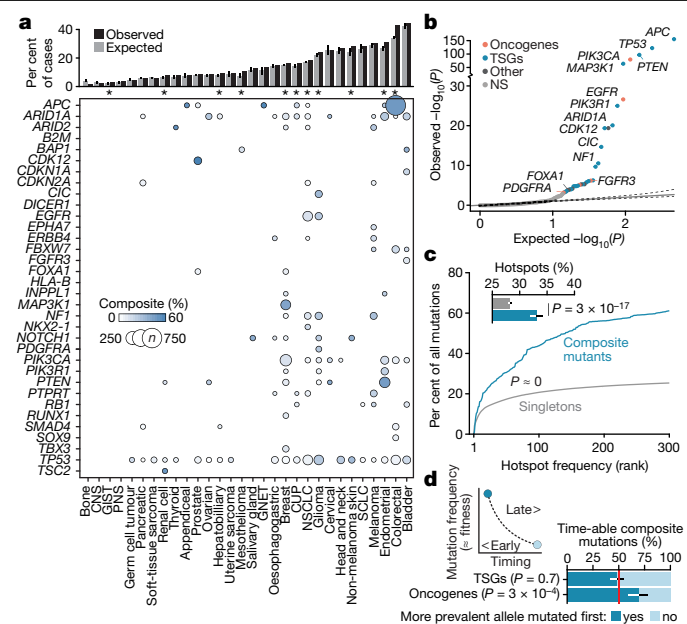 a
Observed
Expected
Per cent of cases
40
20
0
* * * * * * * * *
APC
ARID1A
ARID2
B2M
BAP1
CDK12
CDKN1A
CDKN2A
CIC
DICER1
EGFR
EPHA7
ERBB4
FBXW7
FGFR3
FOXA1
HLA-B
INPPL1
MAP3K1
NF1
NKX2-1
NOTCH1
PDGFRA
PIK3CA
PIK3R1
PTEN
PTPRT
RB1
RUNX1
SMAD4
SOX9
TBX3
TP53
TSC2
Composite (%)
0 60
250 n 750
Bone
CNS
GIST
PNS
Germ cell tumour
Pancreatic
Soft-tissue sarcoma
Renal cell
Thyroid
Appendiceal
Prostate
Ovarian
Hepatobilliary
Uterine sarcoma
Mesothelioma
Salivary gland
GNET
Oesophagogastric
Breast
CUP
NSCLC
Glioma
Cervical
Head and neck
Non-melanoma skin
SCLC
Melanoma
Endometrial
Colorectal
Bladder
b
Oncogenes
TSGs
Other
NS
Observed −log10(P)
150
100
50
30
20
10
0
APC
TP53
PIK3CA
MAP3K1
PTEN
EGFR
PIK3R1
ARID1A
CDK12
CIC
NF1
FOXA1
PDGFRA
FGFR3
0 1 2
Expected −log10(P)
c
Hotspots (%)
25 30 35 40
P = 3 × 10−17
Per cent of all mutations
80
60
40
20
0
Composite mutants
P ≈ 0
Singletons
1 100 200 300
Hotspot frequency (rank)
d
Mutation frequency (≈ fitness)
Late>
<Early
Timing
Time-able composite
mutations (%)
0 25 50 75 100
TSGs (P = 0.7)
Oncogenes (P = 3 × 10−4)
More prevalent allele mutated first: yes no